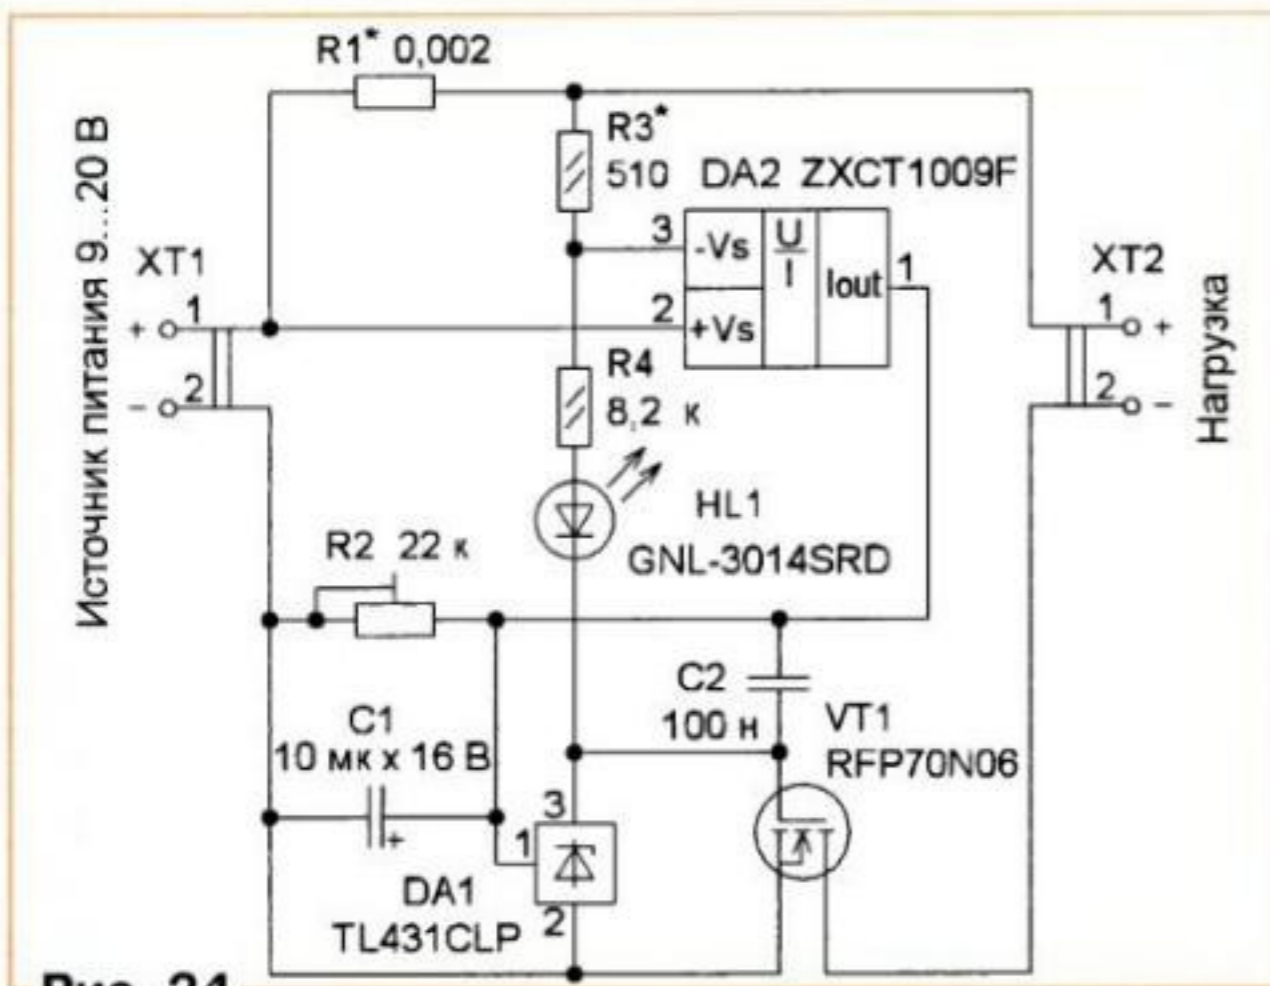 R1* 0,002
R3*
510
DA2 ZXCT1009F
3
-Vs
U
I
Iout
1
2
+Vs
Источник питания 9...20 В
XT1
+
1
2
−
XT2
1
+
2
−
Нагрузка
R4
8,2 к
HL1
GNL-3014SRD
R2 22 к
C2
100 н
C1
10 мк x 16 В
+
VT1
RFP70N06
3
1
2
DA1
TL431CLP